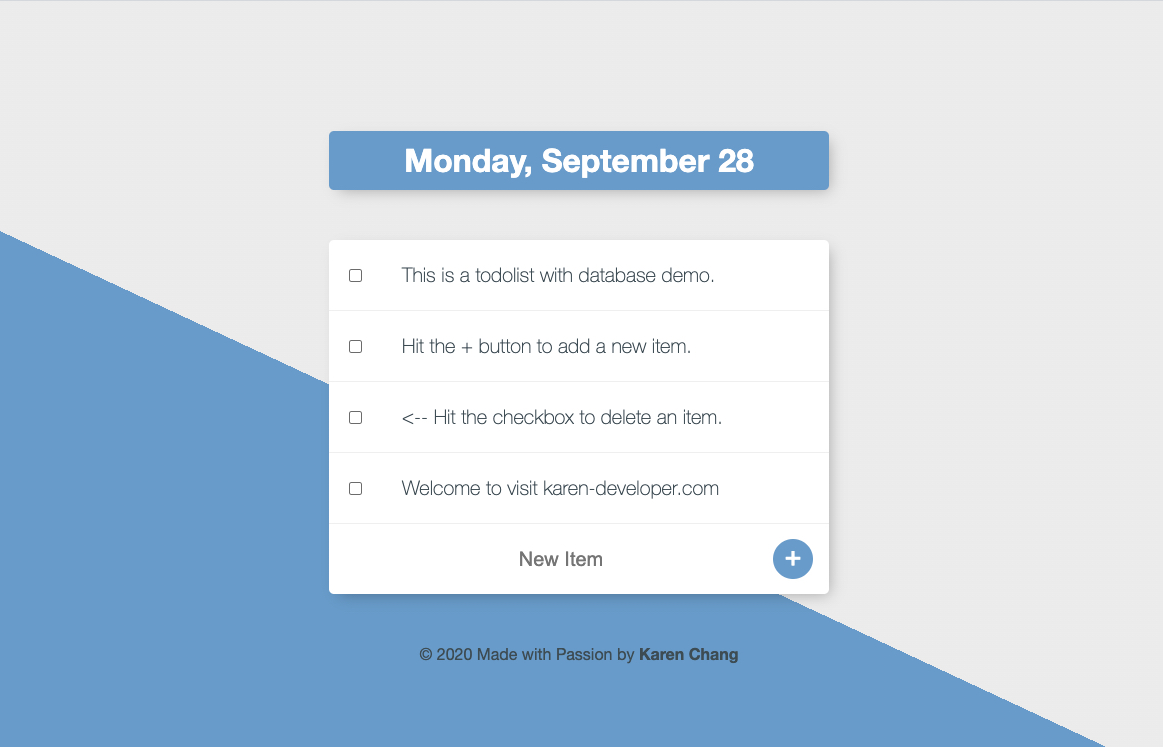 Monday, September 28
This is a todolist with database demo.
Hit the + button to add a new item.
<-- Hit the checkbox to delete an item.
Welcome to visit karen-developer.com
New Item +
© 2020 Made with Passion by Karen Chang